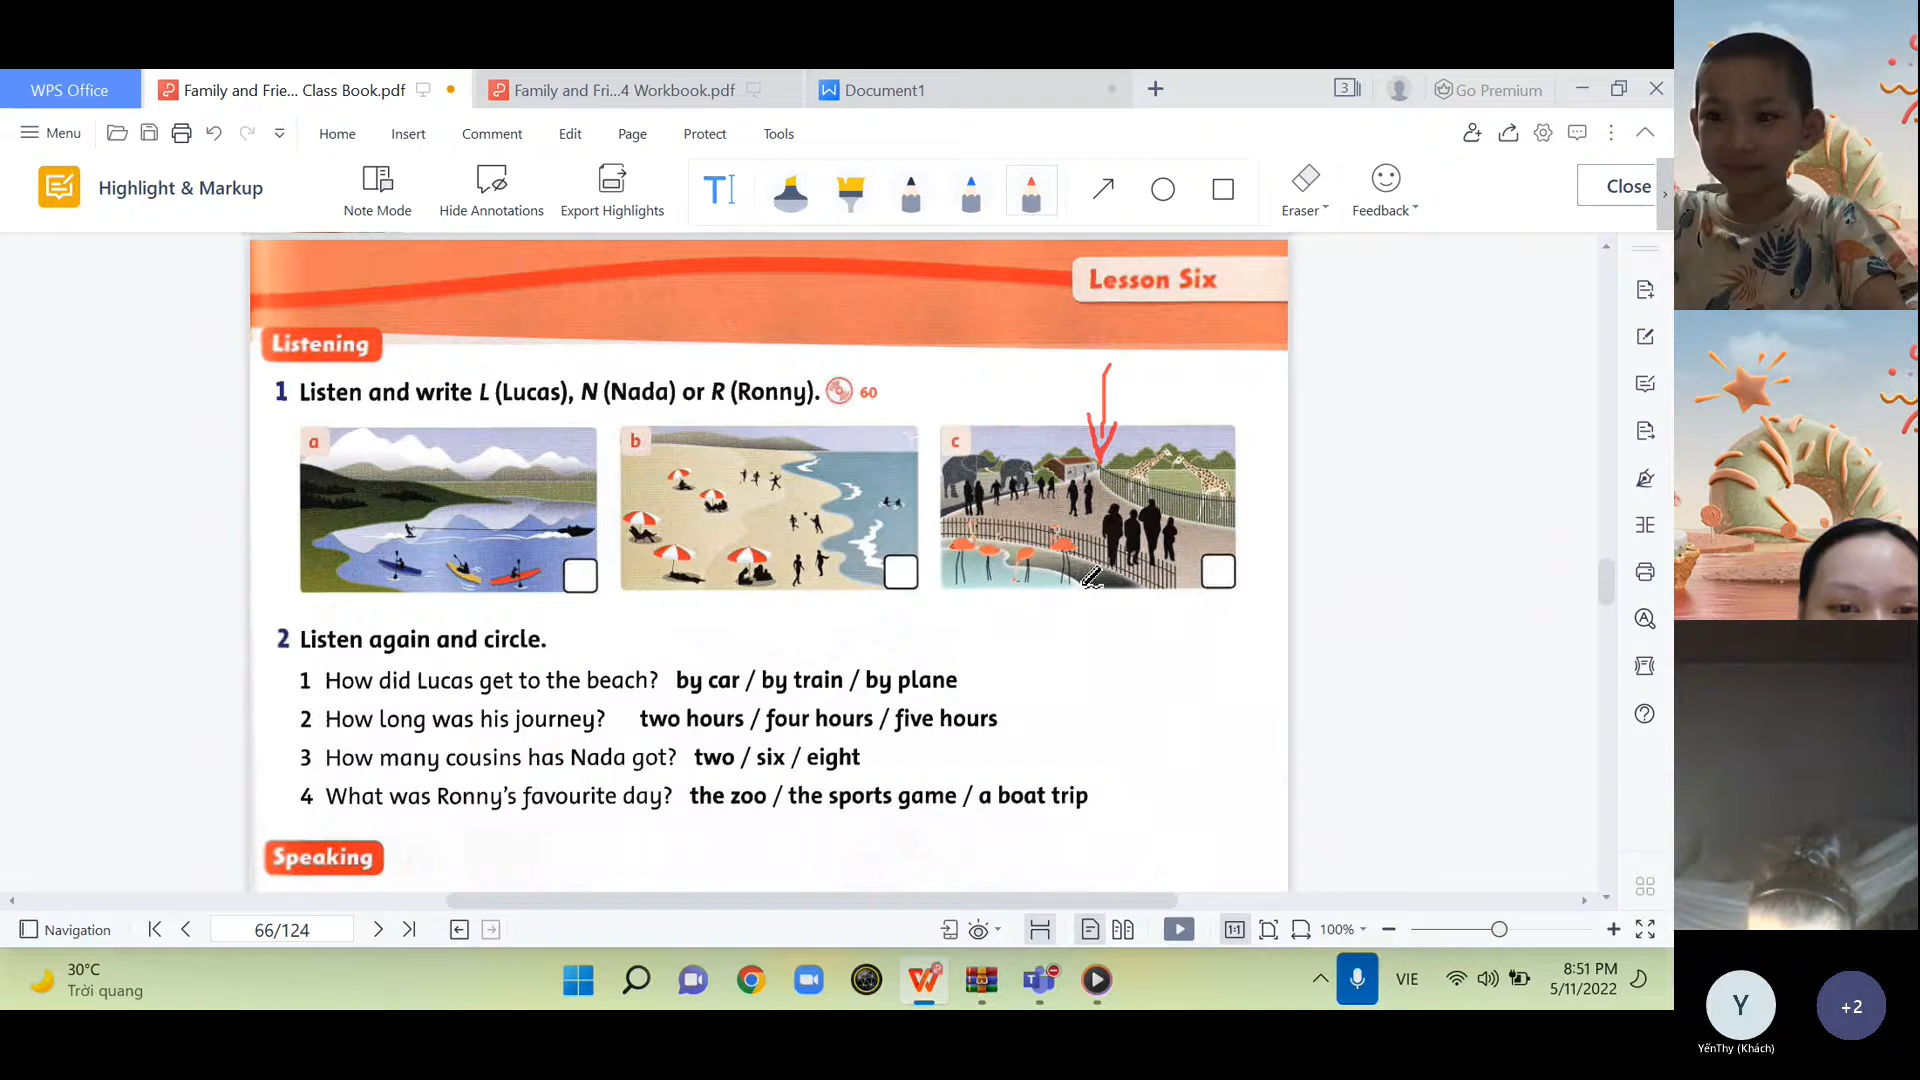 WPS Office
Family and Frie... Class Book.pdf
Family and Fri...4 Workbook.pdf
Document1
3
Go Premium
Menu
Home
Insert
Comment
Edit
Page
Protect
Tools
Highlight & Markup
Note Mode
Hide Annotations
Export Highlights
T
Eraser
Feedback
Close
Lesson Six
Listening
1 Listen and write L (Lucas), N (Nada) or R (Ronny). 60
a
b
c
2 Listen again and circle.
1 How did Lucas get to the beach? by car / by train / by plane
2 How long was his journey? two hours / four hours / five hours
3 How many cousins has Nada got? two / six / eight
4 What was Ronny's favourite day? the zoo / the sports game / a boat trip
Speaking
Navigation
66/124
1:1
100%
30°C
Trời quang
VIE
8:51 PM
5/11/2022
Y
+2
YếnThy (Khách)